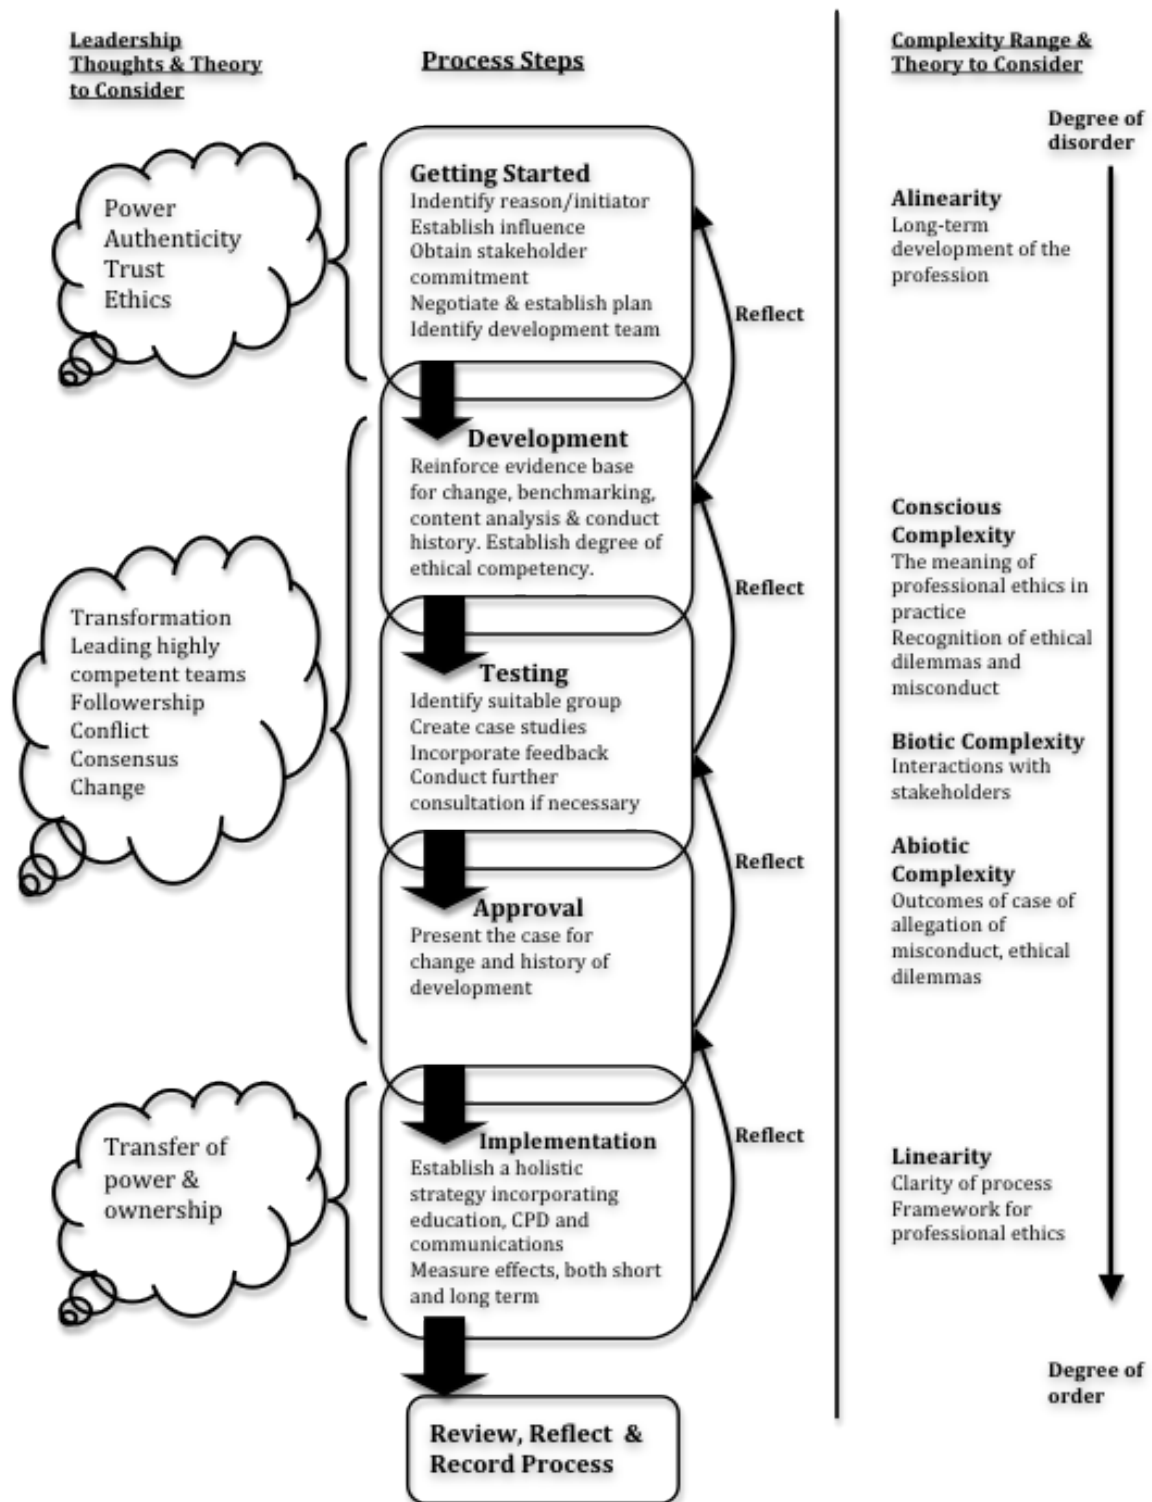 Leadership
Thoughts & Theory
to Consider
Process Steps
Complexity Range &
Theory to Consider
Power
Authenticity
Trust
Ethics
Getting Started
Indentify reason/initiator
Establish influence
Obtain stakeholder
commitment
Negotiate & establish plan
Identify development team
Reflect
Development
Reinforce evidence base
for change, benchmarking,
content analysis & conduct
history. Establish degree of
ethical competency.
Reflect
Transformation
Leading highly
competent teams
Followership
Conflict
Consensus
Change
Testing
Identify suitable group
Create case studies
Incorporate feedback
Conduct further
consultation if necessary
Reflect
Approval
Present the case for
change and history of
development
Reflect
Transfer of
power &
ownership
Implementation
Establish a holistic
strategy incorporating
education, CPD and
communications
Measure effects, both short
and long term
Review, Reflect &
Record Process
Degree of
disorder
Alinearity
Long-term
development of the
profession
Conscious
Complexity
The meaning of
professional ethics in
practice
Recognition of ethical
dilemmas and
misconduct
Biotic Complexity
Interactions with
stakeholders
Abiotic
Complexity
Outcomes of case of
allegation of
misconduct, ethical
dilemmas
Linearity
Clarity of process
Framework for
professional ethics
Degree of
order